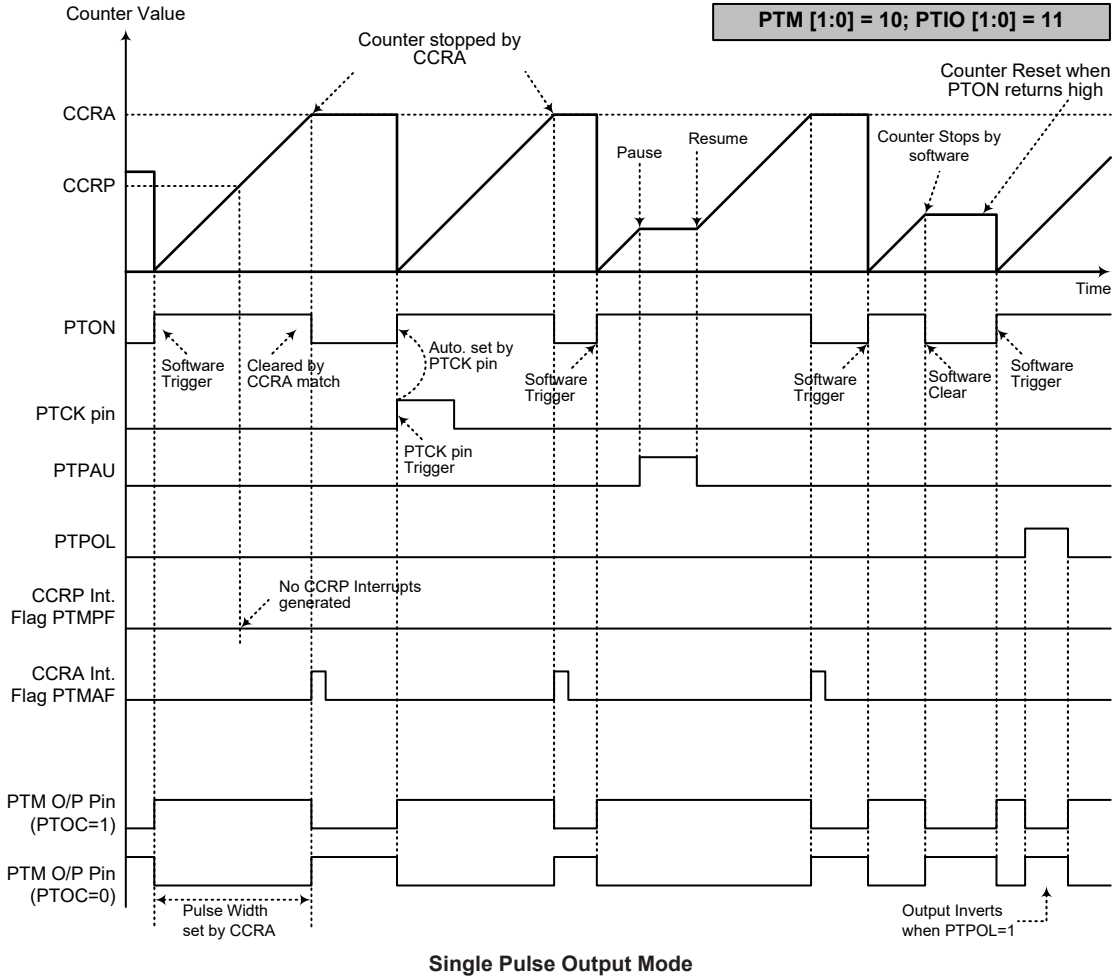 Counter Value
PTM [1:0] = 10; PTIO [1:0] = 11
Counter stopped by
CCRA
Counter Reset when
PTON returns high
CCRA
Pause
Resume
Counter Stops by
software
CCRP
Time
PTON
Software
Trigger
Cleared by
CCRA match
Auto. set by
PTCK pin
Software
Trigger
Software
Trigger
Software
Clear
Software
Trigger
PTCK pin
PTCK pin
Trigger
PTPAU
PTPOL
CCRP Int.
Flag PTMPF
No CCRP Interrupts
generated
CCRA Int.
Flag PTMAF
PTM O/P Pin
(PTOC=1)
PTM O/P Pin
(PTOC=0)
Pulse Width
set by CCRA
Output Inverts
when PTPOL=1
Single Pulse Output Mode